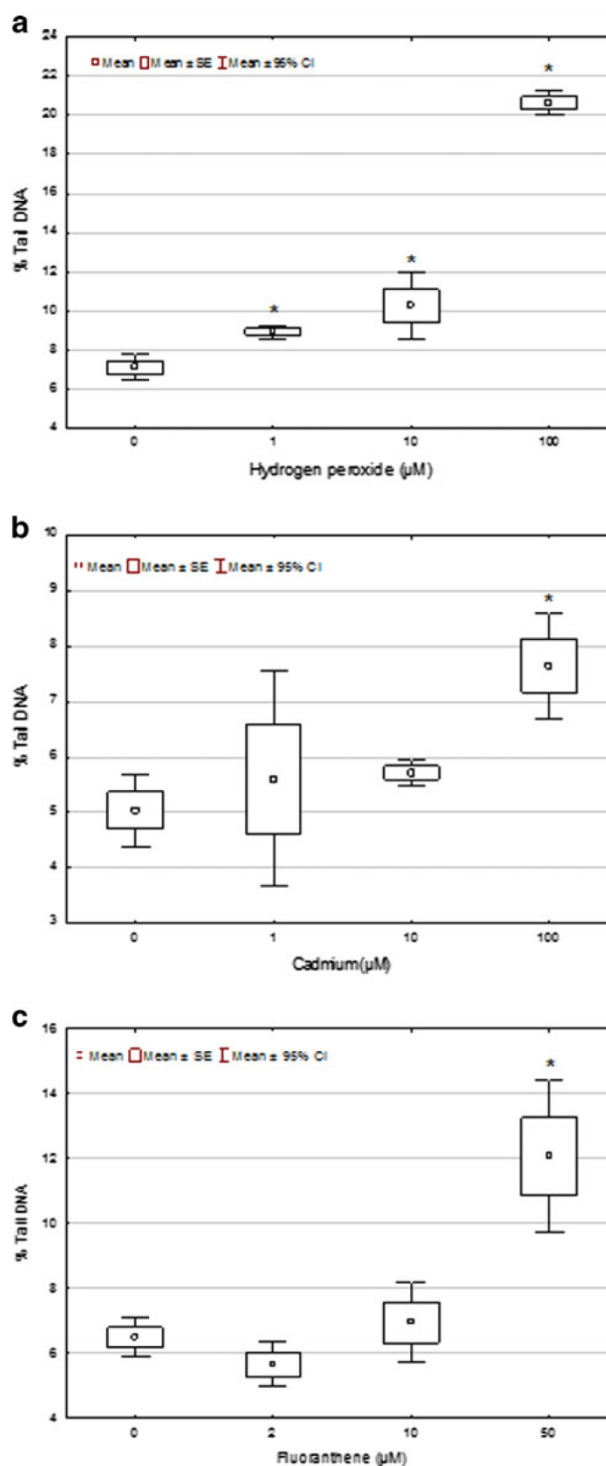 a
24
Mean Mean ± SE Mean ± 95% CI
22
*
20
18
16
14
% Tail DNA
12
*
10
*
8
6
4
0 1 10 100
Hydrogen peroxide (µM)
b
10
Mean Mean ± SE Mean ± 95% CI
9
*
8
7
% Tail DNA
6
5
4
3
0 1 10 100
Cadmium(µM)
c
16
Mean Mean ± SE Mean ± 95% CI
*
14
12
% Tail DNA
10
8
6
4
0 2 10 50
Fluoranthene (µM)